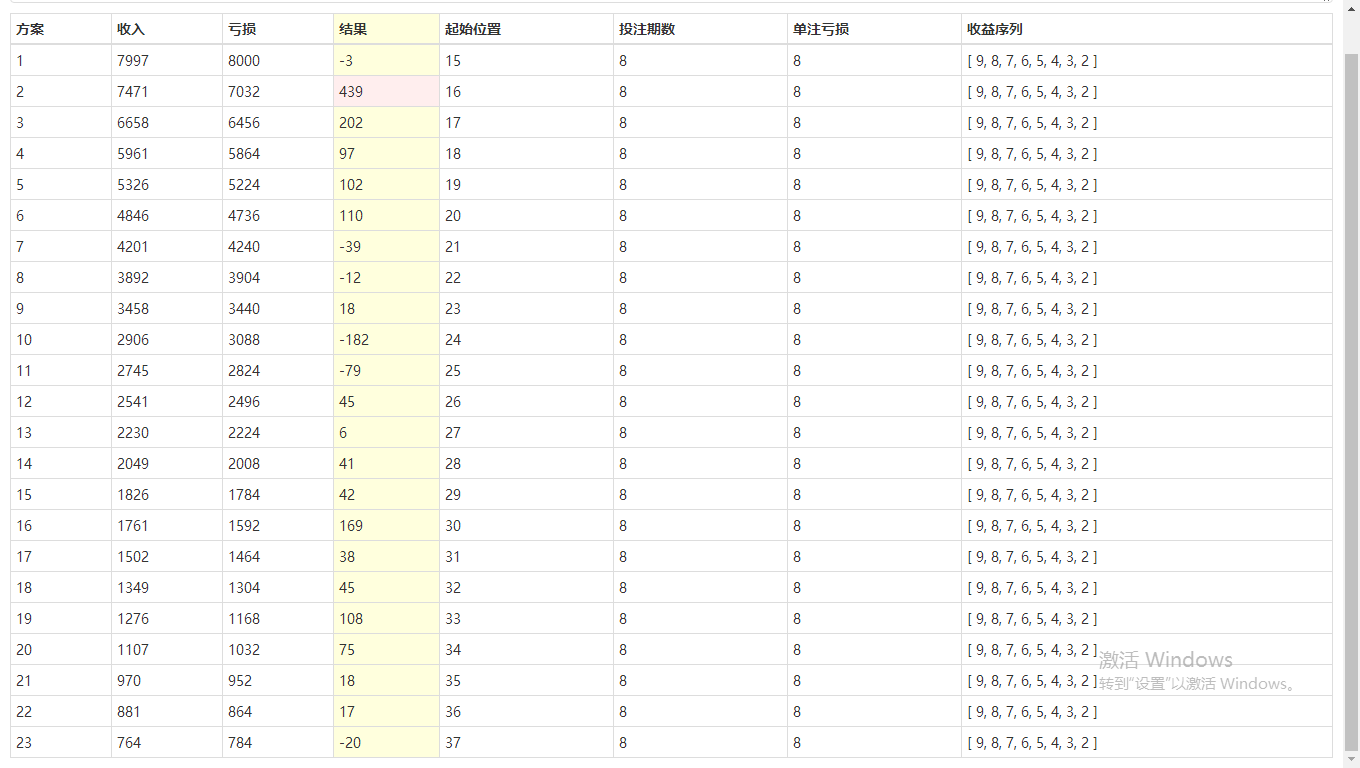 方案 收入 亏损 结果 起始位置 投注期数 单注亏损 收益序列
1 7997 8000 -3 15 8 8 [ 9, 8, 7, 6, 5, 4, 3, 2 ]
2 7471 7032 439 16 8 8 [ 9, 8, 7, 6, 5, 4, 3, 2 ]
3 6658 6456 202 17 8 8 [ 9, 8, 7, 6, 5, 4, 3, 2 ]
4 5961 5864 97 18 8 8 [ 9, 8, 7, 6, 5, 4, 3, 2 ]
5 5326 5224 102 19 8 8 [ 9, 8, 7, 6, 5, 4, 3, 2 ]
6 4846 4736 110 20 8 8 [ 9, 8, 7, 6, 5, 4, 3, 2 ]
7 4201 4240 -39 21 8 8 [ 9, 8, 7, 6, 5, 4, 3, 2 ]
8 3892 3904 -12 22 8 8 [ 9, 8, 7, 6, 5, 4, 3, 2 ]
9 3458 3440 18 23 8 8 [ 9, 8, 7, 6, 5, 4, 3, 2 ]
10 2906 3088 -182 24 8 8 [ 9, 8, 7, 6, 5, 4, 3, 2 ]
11 2745 2824 -79 25 8 8 [ 9, 8, 7, 6, 5, 4, 3, 2 ]
12 2541 2496 45 26 8 8 [ 9, 8, 7, 6, 5, 4, 3, 2 ]
13 2230 2224 6 27 8 8 [ 9, 8, 7, 6, 5, 4, 3, 2 ]
14 2049 2008 41 28 8 8 [ 9, 8, 7, 6, 5, 4, 3, 2 ]
15 1826 1784 42 29 8 8 [ 9, 8, 7, 6, 5, 4, 3, 2 ]
16 1761 1592 169 30 8 8 [ 9, 8, 7, 6, 5, 4, 3, 2 ]
17 1502 1464 38 31 8 8 [ 9, 8, 7, 6, 5, 4, 3, 2 ]
18 1349 1304 45 32 8 8 [ 9, 8, 7, 6, 5, 4, 3, 2 ]
19 1276 1168 108 33 8 8 [ 9, 8, 7, 6, 5, 4, 3, 2 ]
20 1107 1032 75 34 8 8 [ 9, 8, 7, 6, 5, 4, 3, 2 ]
激活 Windows
21 970 952 18 35 8 8 [ 9, 8, 7, 6, 5, 4, 3, 2 ]
转到“设置”以激活 Windows。
22 881 864 17 36 8 8 [ 9, 8, 7, 6, 5, 4, 3, 2 ]
23 764 784 -20 37 8 8 [ 9, 8, 7, 6, 5, 4, 3, 2 ]